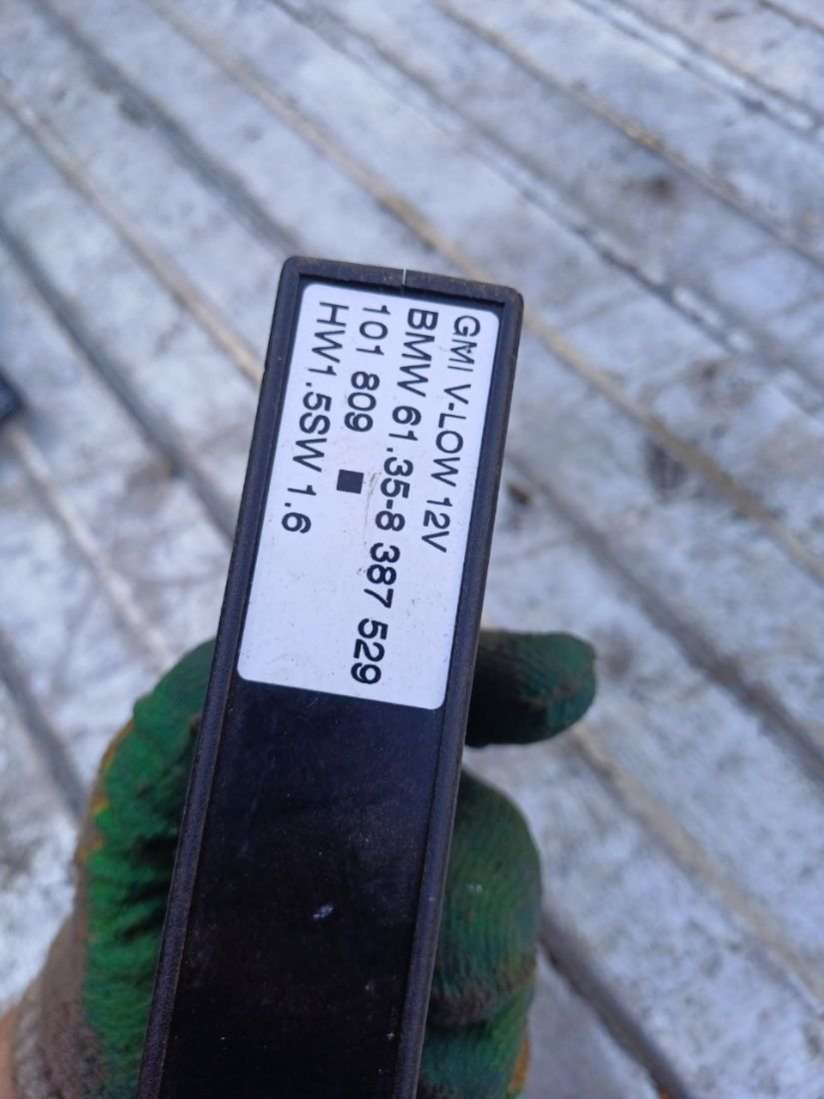 GMI V-LOW 12V
BMW 61.35-8 387 529
101 809 ■
HW1.5SW 1.6